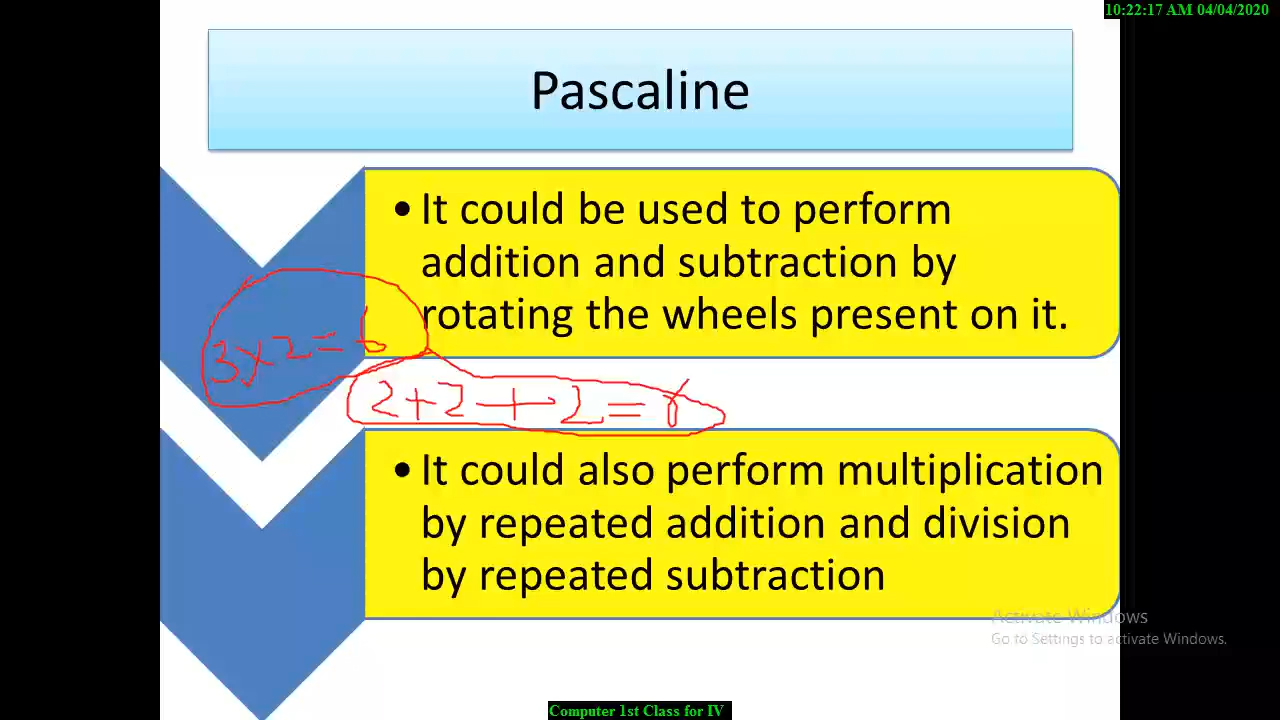 10:22:17 AM 04/04/2020
Pascaline
• It could be used to perform
addition and subtraction by
rotating the wheels present on it.
3x2=6
2+2+2=6
• It could also perform multiplication
by repeated addition and division
by repeated subtraction
Activate Windows
Go to Settings to activate Windows.
Computer 1st Class for IV